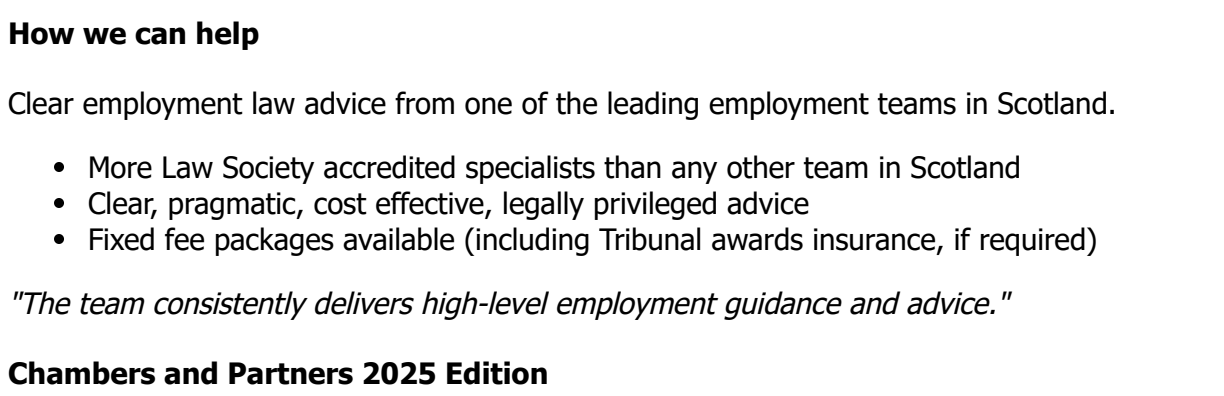 How we can help
Clear employment law advice from one of the leading employment teams in Scotland.
• More Law Society accredited specialists than any other team in Scotland
• Clear, pragmatic, cost effective, legally privileged advice
• Fixed fee packages available (including Tribunal awards insurance, if required)
"The team consistently delivers high-level employment guidance and advice."
Chambers and Partners 2025 Edition